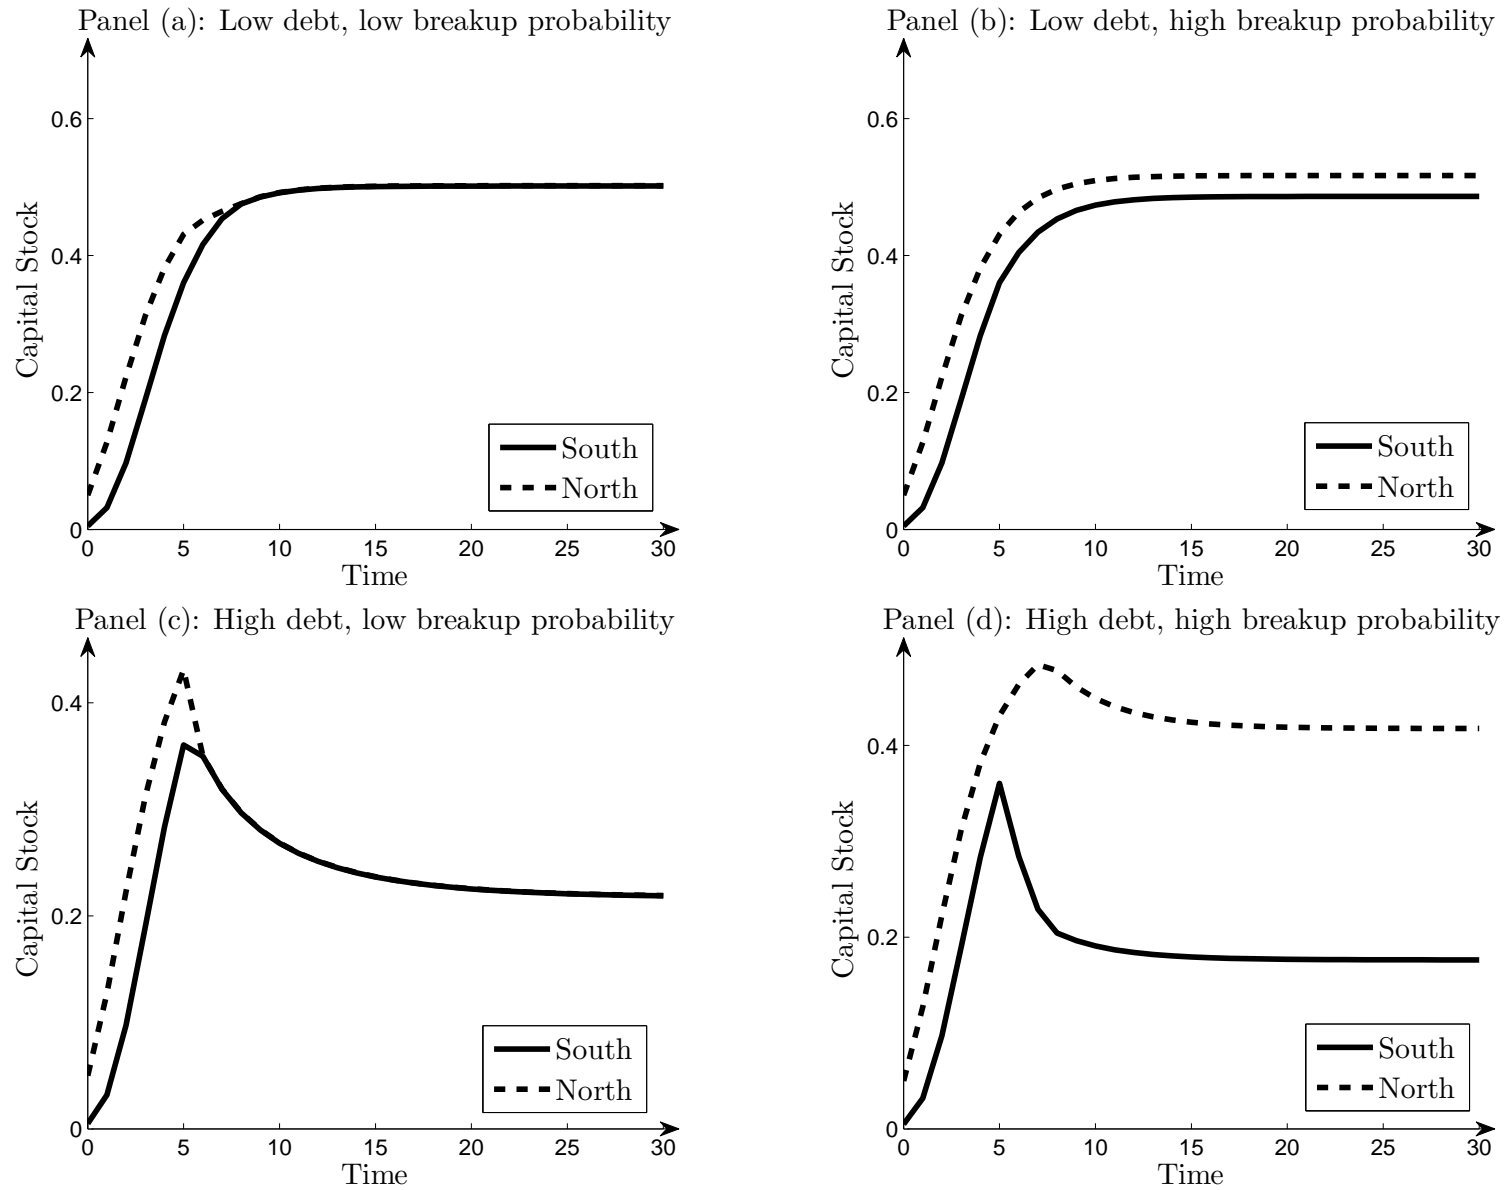 Panel (a): Low debt, low breakup probability
Capital Stock
0.6
0.4
0.2
0
0 5 10 15 20 25 30
Time
South
North
Panel (b): Low debt, high breakup probability
Capital Stock
0.6
0.4
0.2
0
0 5 10 15 20 25 30
Time
South
North
Panel (c): High debt, low breakup probability
Capital Stock
0.4
0.2
0
0 5 10 15 20 25 30
Time
South
North
Panel (d): High debt, high breakup probability
Capital Stock
0.4
0.2
0
0 5 10 15 20 25 30
Time
South
North